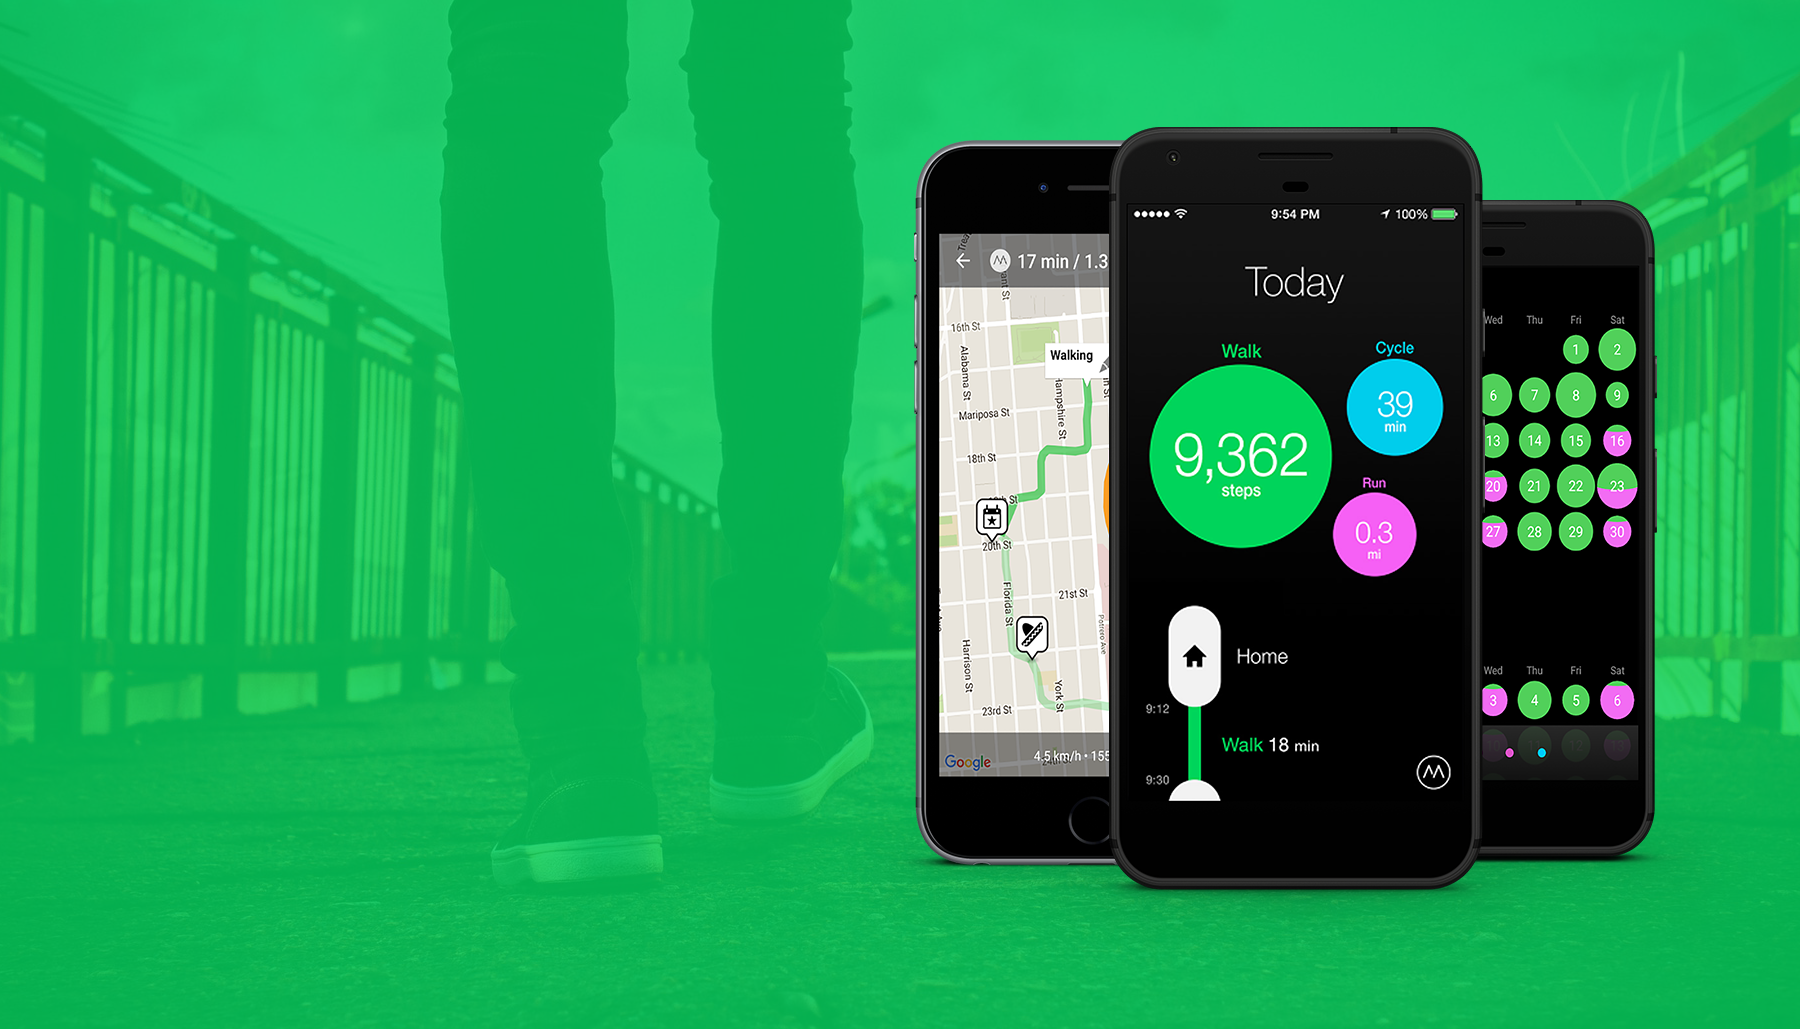 17 min / 1.3
16th St
Alabama St
Walking
Hampshire St
Mariposa St
18th St
20th St
Florida St
21st St
Potrero Ave
Harrison St
York St
23rd St
Google
4.5 km/h • 155
9:54 PM
100%
Today
Walk
9,362
steps
Cycle
39
min
Run
0.3
mi
Home
9:12
Walk 18 min
9:30
Wed Thu Fri Sat
1 2
6 7 8 9
13 14 15 16
20 21 22 23
27 28 29 30
Wed Thu Fri Sat
3 4 5 6